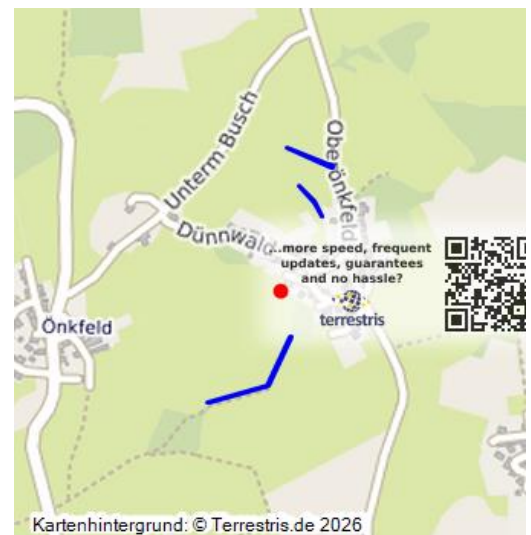 Unterm Busch
Oberönkfeld
Dünnwald
...more speed, frequent
updates, guarantees
and no hassle?
terrestris
Önkfeld
Kartenhintergrund: © Terrestris.de 2026